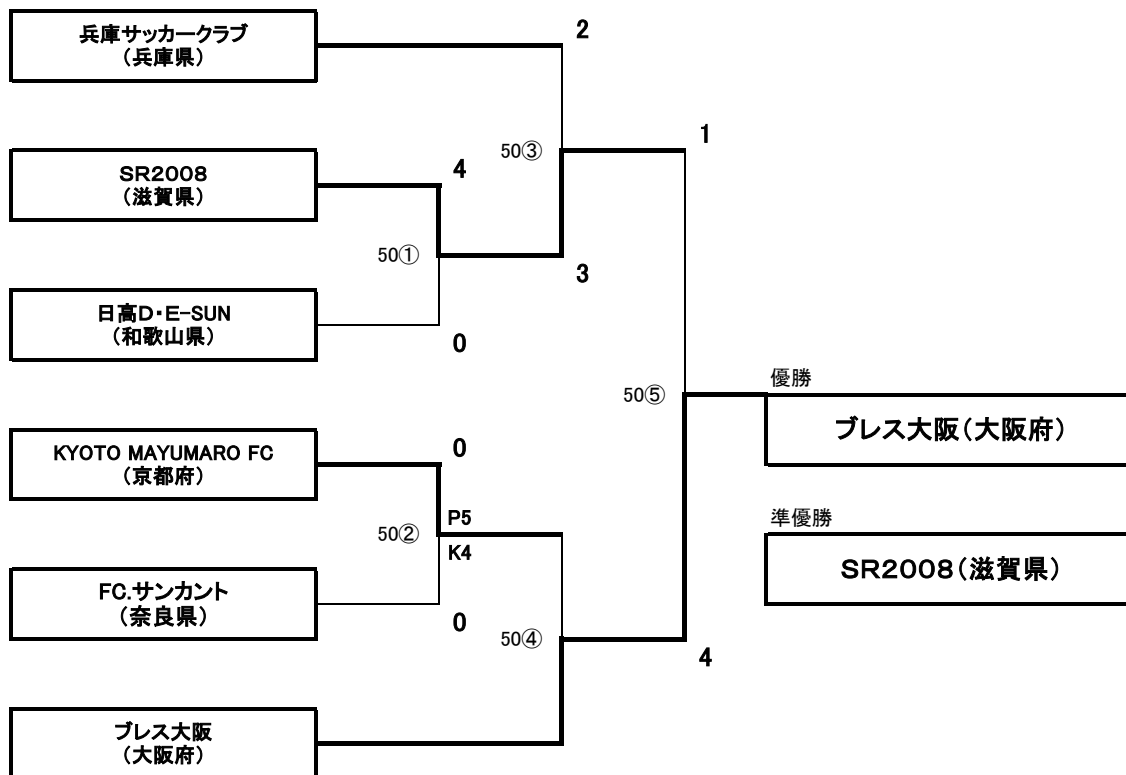 兵庫サッカークラブ
（兵庫県）
2
50③
1
SR2008
（滋賀県）
4
50①
3
日高D・E-SUN
（和歌山県）
0
50⑤
優勝
ブレス大阪（大阪府）
KYOTO MAYUMARO FC
（京都府）
0
50②
P5
K4
準優勝
SR2008（滋賀県）
FC.サンカント
（奈良県）
0
50④
4
ブレス大阪
（大阪府）